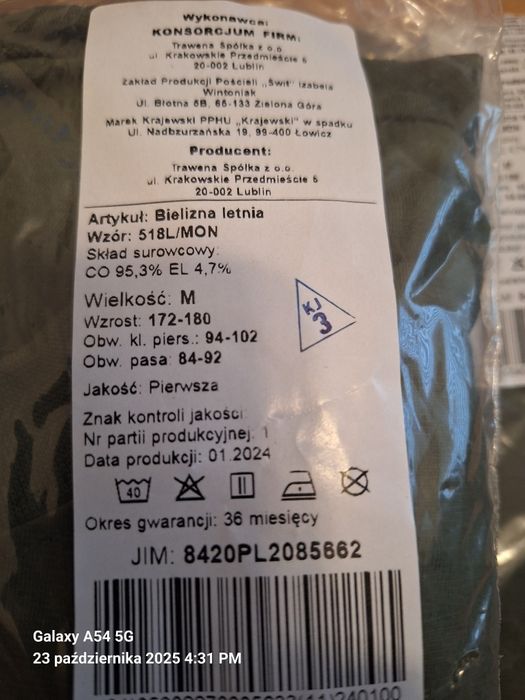 Wykonawca:
KONSORCJUM FIRM:
Trawena Spółka z o.o.
ul. Krakowskie Przedmieście 6
20-002 Lublin
Zakład Produkcji Pościeli „Świt” Izabela
Wintoniak
Ul. Błotna 8B, 66-133 Zielona Góra
Marek Krajewski PPHU „Krajewski” w spadku
Ul. Nadbzurzańska 19, 99-400 Łowicz
Producent:
Trawena Spółka z o.o.
ul. Krakowskie Przedmieście 6
20-002 Lublin
Artykuł: Bielizna letnia
Wzór: 518L/MON
Skład surowcowy:
CO 95,3% EL 4,7%
Wielkość: M
Wzrost: 172-180
Obw. kl. piers.: 94-102
Obw. pasa: 84-92
KJ
3
Jakość: Pierwsza
Znak kontroli jakości
Nr partii produkcyjnej: 1
Data produkcji: 01.2024
40
Okres gwarancji: 36 miesięcy
JIM: 8420PL2085662
Galaxy A54 5G
23 października 2025 4:31 PM